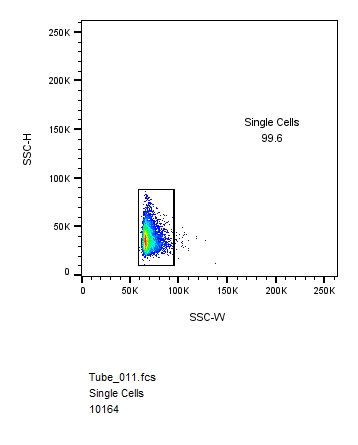 250K
200K
150K
100K
50K
0
SSC-H
Single Cells
99.6
0 50K 100K 150K 200K 250K
SSC-W
Tube_011.fcs
Single Cells
10164